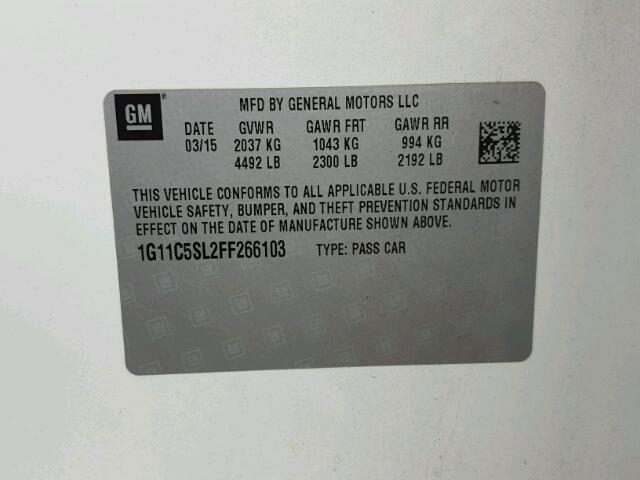 GM ® MFD BY GENERAL MOTORS LLC
DATE GVWR GAWR FRT GAWR RR
03/15 2037 KG 1043 KG 994 KG
4492 LB 2300 LB 2192 LB
THIS VEHICLE CONFORMS TO ALL APPLICABLE U.S. FEDERAL MOTOR
VEHICLE SAFETY, BUMPER, AND THEFT PREVENTION STANDARDS IN
EFFECT ON THE DATE OF MANUFACTURE SHOWN ABOVE.
1G11C5SL2FF266103 TYPE: PASS CAR